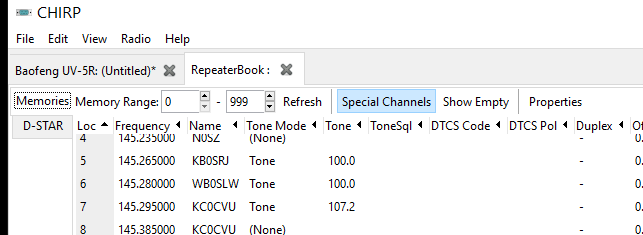 CHIRP
File Edit View Radio Help
Baofeng UV-5R: (Untitled)* RepeaterBook :
Memories Memory Range: 0 - 999 Refresh Special Channels Show Empty Properties
D-STAR Loc Frequency Name Tone Mode Tone ToneSql DTCS Code DTCS Pol Duplex Of
4 145.235000 N0SZ (None) - 0.
5 145.265000 KB0SRJ Tone 100.0 - 0.
6 145.280000 WB0SLW Tone 100.0 - 0.
7 145.295000 KC0CVU Tone 107.2 - 0.
8 145.385000 KC0CVU (None) - 0.